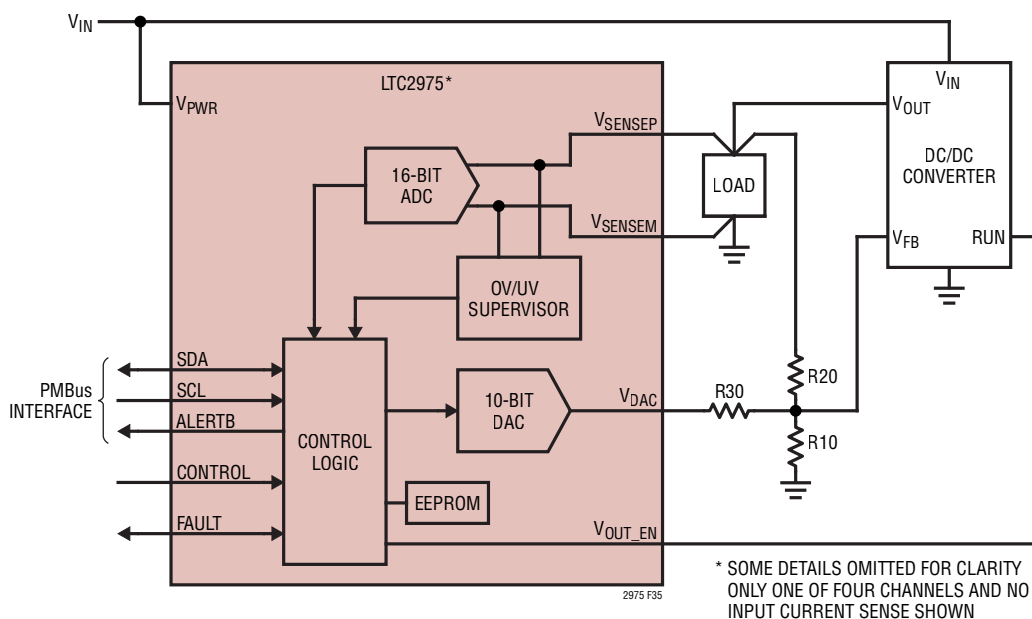 VIN
LTC2975*
VPWR
VSENSEP
16-BIT
ADC
VSENSEM
OV/UV
SUPERVISOR
LOAD
VIN
VOUT
DC/DC
CONVERTER
VFB
RUN
PMBus
INTERFACE
SDA
SCL
ALERTB
CONTROL
FAULT
CONTROL
LOGIC
10-BIT
DAC
EEPROM
VDAC
R30
R20
R10
VOUT_EN
2975 F35
* SOME DETAILS OMITTED FOR CLARITY
ONLY ONE OF FOUR CHANNELS AND NO
INPUT CURRENT SENSE SHOWN